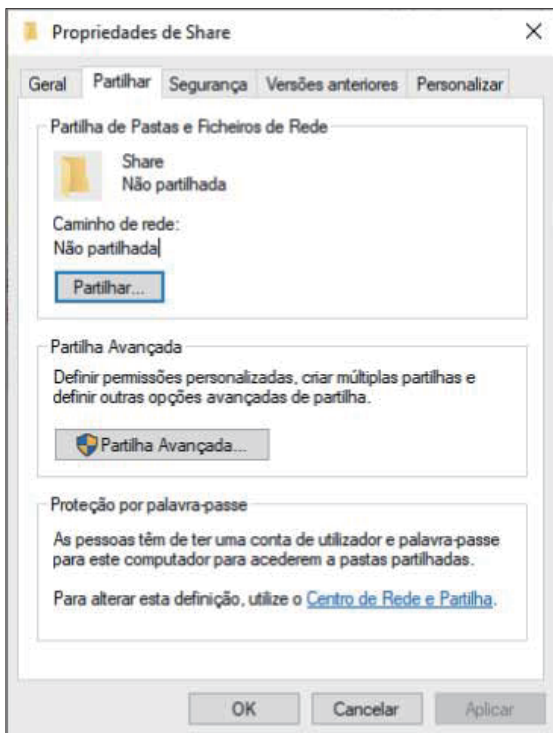 Propriedades de Share
Geral Partilhar Segurança Versões anteriores Personalizar
Partilha de Pastas e Ficheiros de Rede
Share
Não partilhada
Caminho de rede:
Não partilhada
Partilhar...
Partilha Avançada
Definir permissões personalizadas, criar múltiplas partilhas e
definir outras opções avançadas de partilha.
Partilha Avançada...
Proteção por palavra-passe
As pessoas têm de ter uma conta de utilizador e palavra-passe
para este computador para acederem a pastas partilhadas.
Para alterar esta definição, utilize o Centro de Rede e Partilha.
OK Cancelar Aplicar